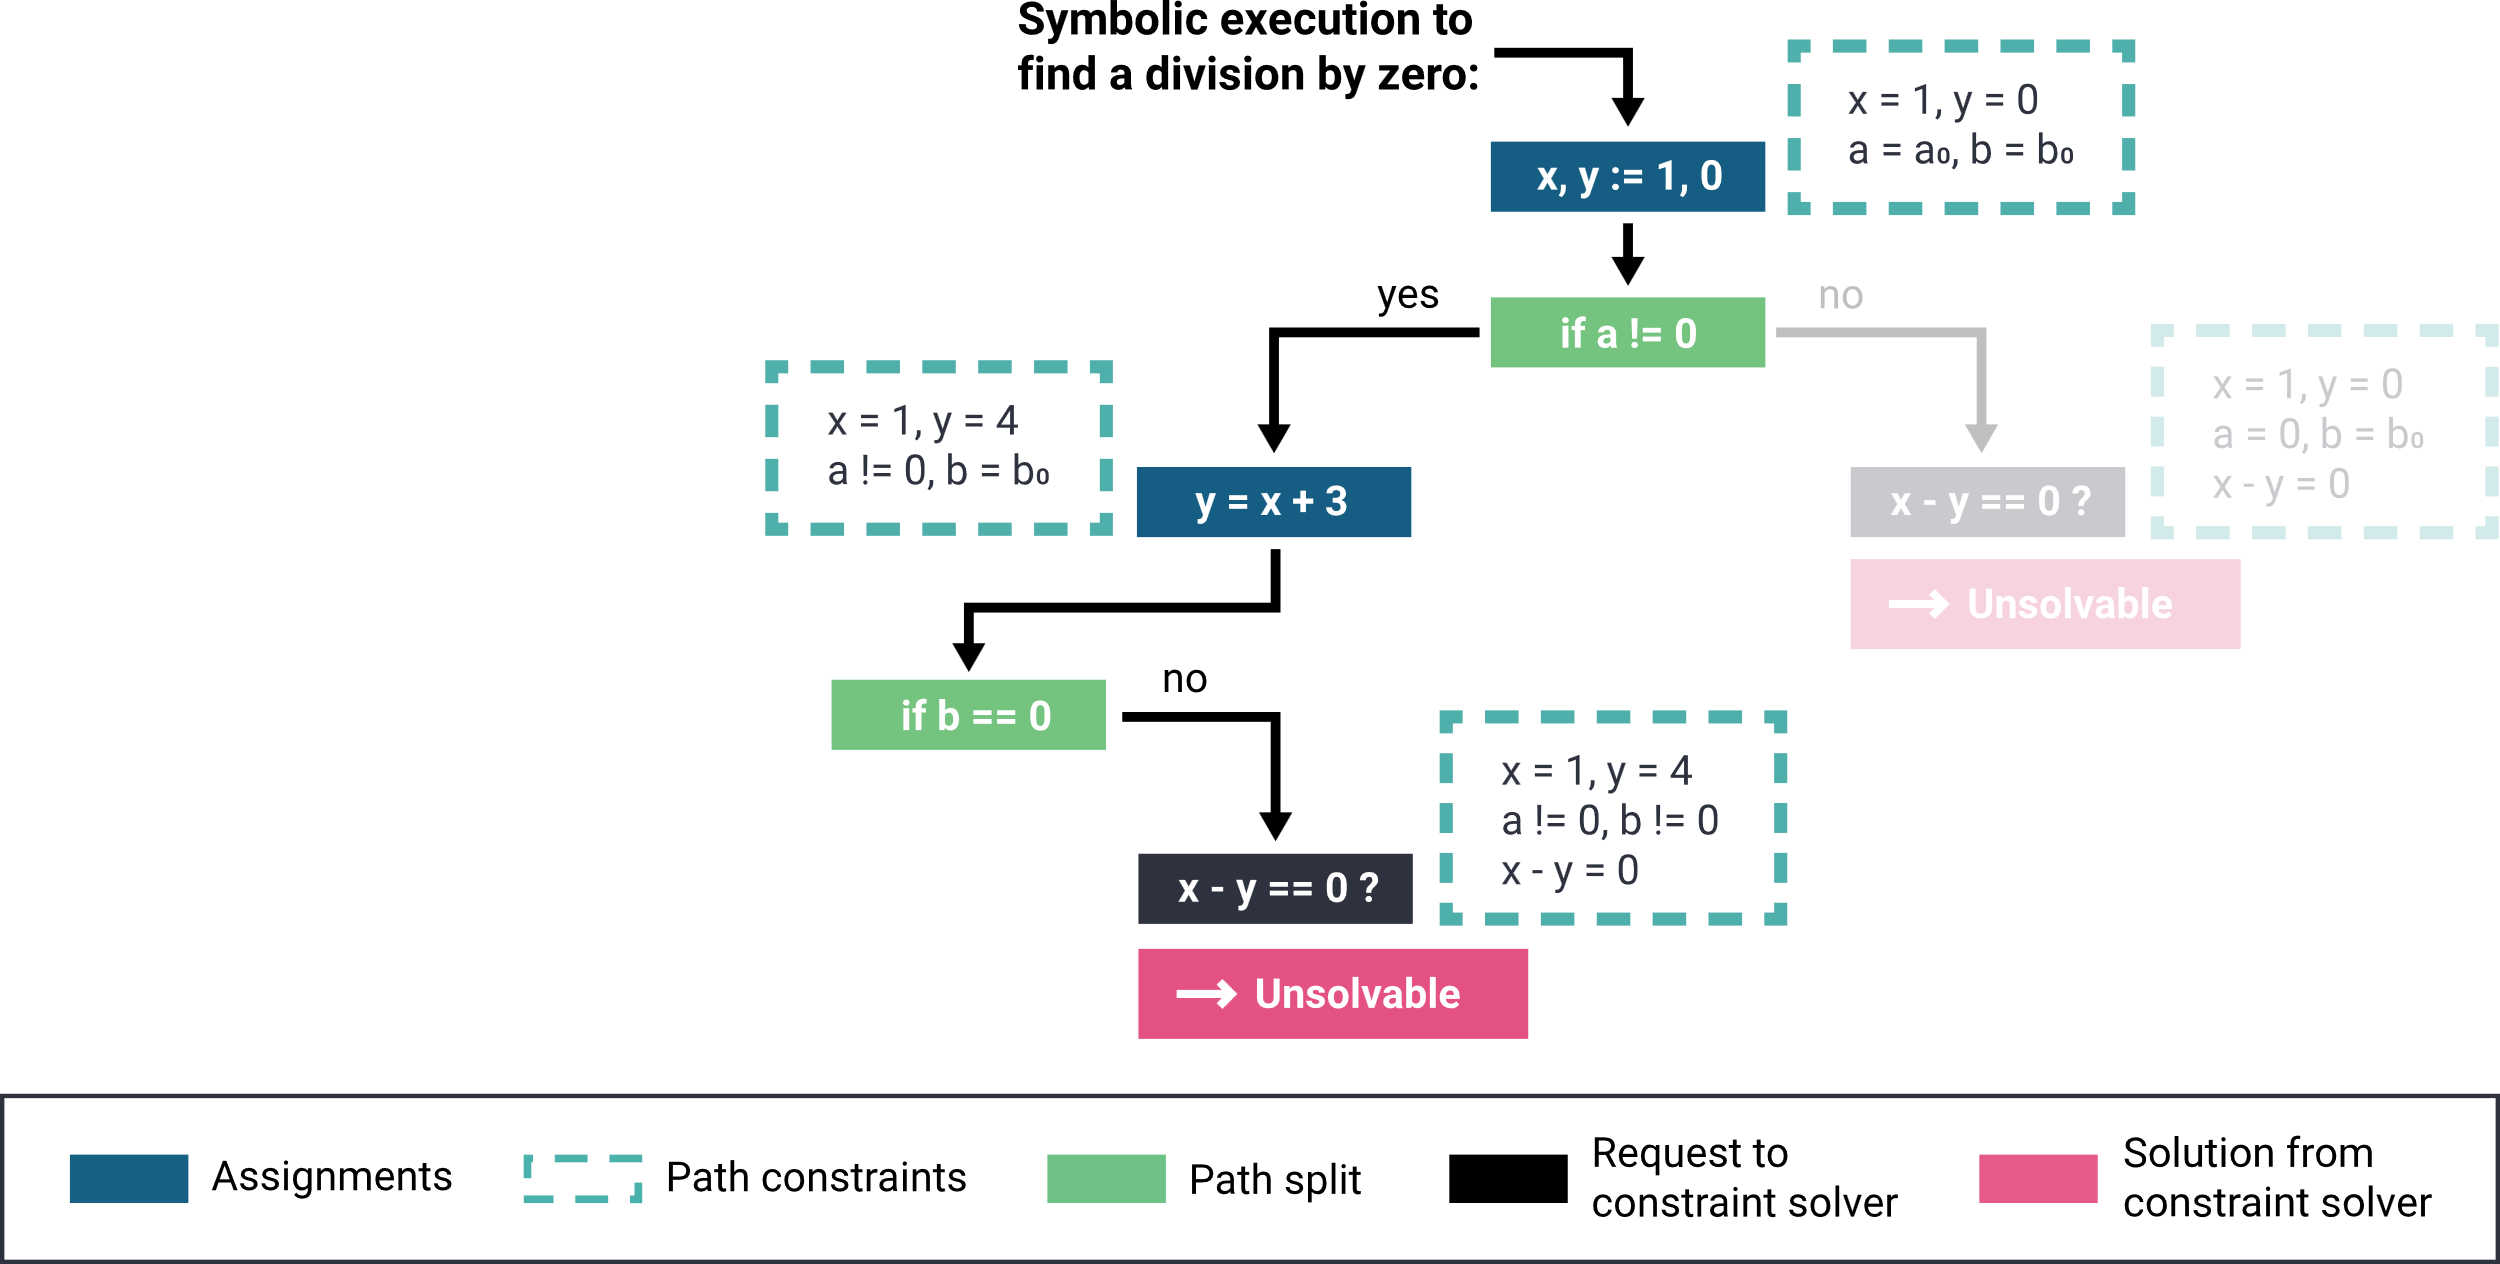 Symbolic execution to
find a division by zero:
x = 1, y = 0
a = a₀, b = b₀
x, y := 1, 0
yes
no
if a != 0
x = 1, y = 0
a = 0, b = b₀
x - y = 0
x = 1, y = 4
a != 0, b = b₀
y = x + 3
x - y == 0 ?
→ Unsolvable
no
if b == 0
x = 1, y = 4
a != 0, b != 0
x - y = 0
x - y == 0 ?
→ Unsolvable
Assignments
Path constraints
Path split
Request to
constraint solver
Solution from
constraint solver